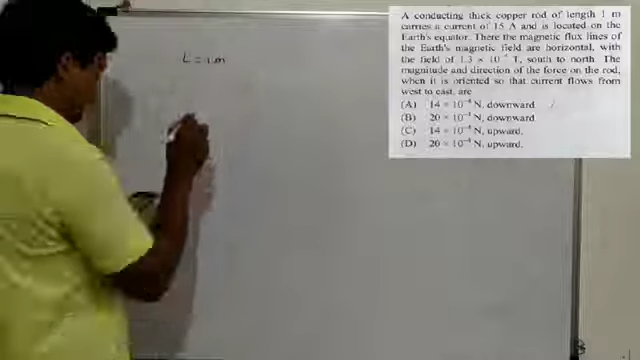 L = 1 m
A conducting thick copper rod of length 1 m
carries a current of 15 A and is located on the
Earth's equator. There the magnetic flux lines of
the Earth's magnetic field are horizontal, with
the field of 1.3 × 10⁻⁴ T, south to north. The
magnitude and direction of the force on the rod,
when it is oriented so that current flows from
west to east, are
(A) 14 × 10⁻⁴ N, downward
(B) 20 × 10⁻⁴ N, downward
(C) 14 × 10⁻⁴ N, upward.
(D) 20 × 10⁻⁴ N, upward.